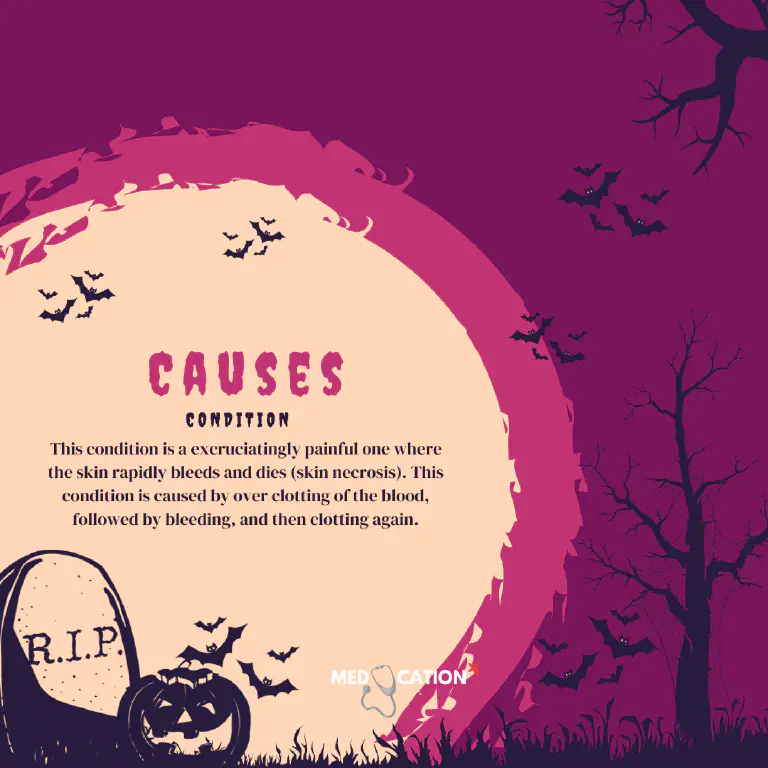 CAUSES
CONDITION
This condition is a excruciatingly painful one where
the skin rapidly bleeds and dies (skin necrosis). This
condition is caused by over clotting of the blood,
followed by bleeding, and then clotting again.
R.I.P.
MED CATION